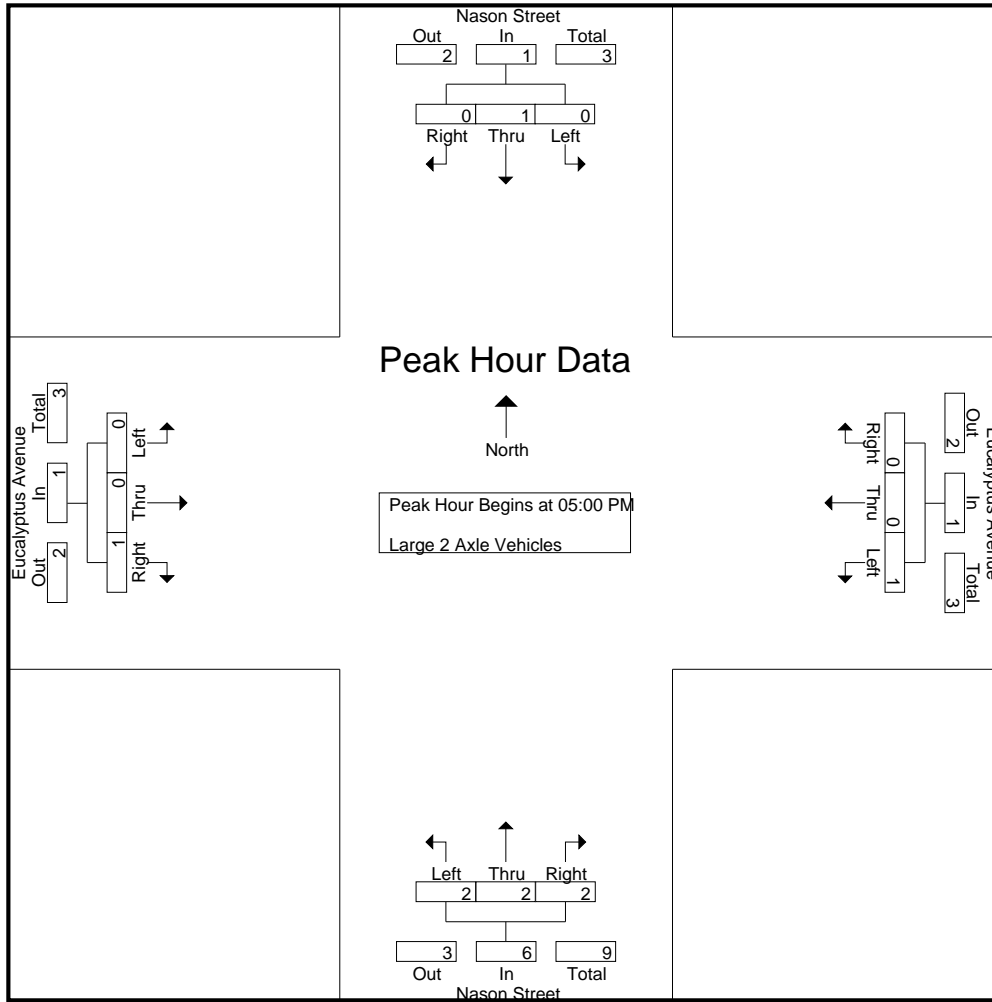 Nason Street
Out In Total
2 1 3
0 1 0
Right Thru Left
Peak Hour Data
North
Peak Hour Begins at 05:00 PM
Large 2 Axle Vehicles
Eucalyptus Avenue
Out In Total
2 1 3
Left Thru Right
0 0 1
Eucalyptus Avenue
Out In Total
2 1 3
Right Thru Left
0 0 1
Left Thru Right
2 2 2
3 6 9
Out In Total
Nason Street